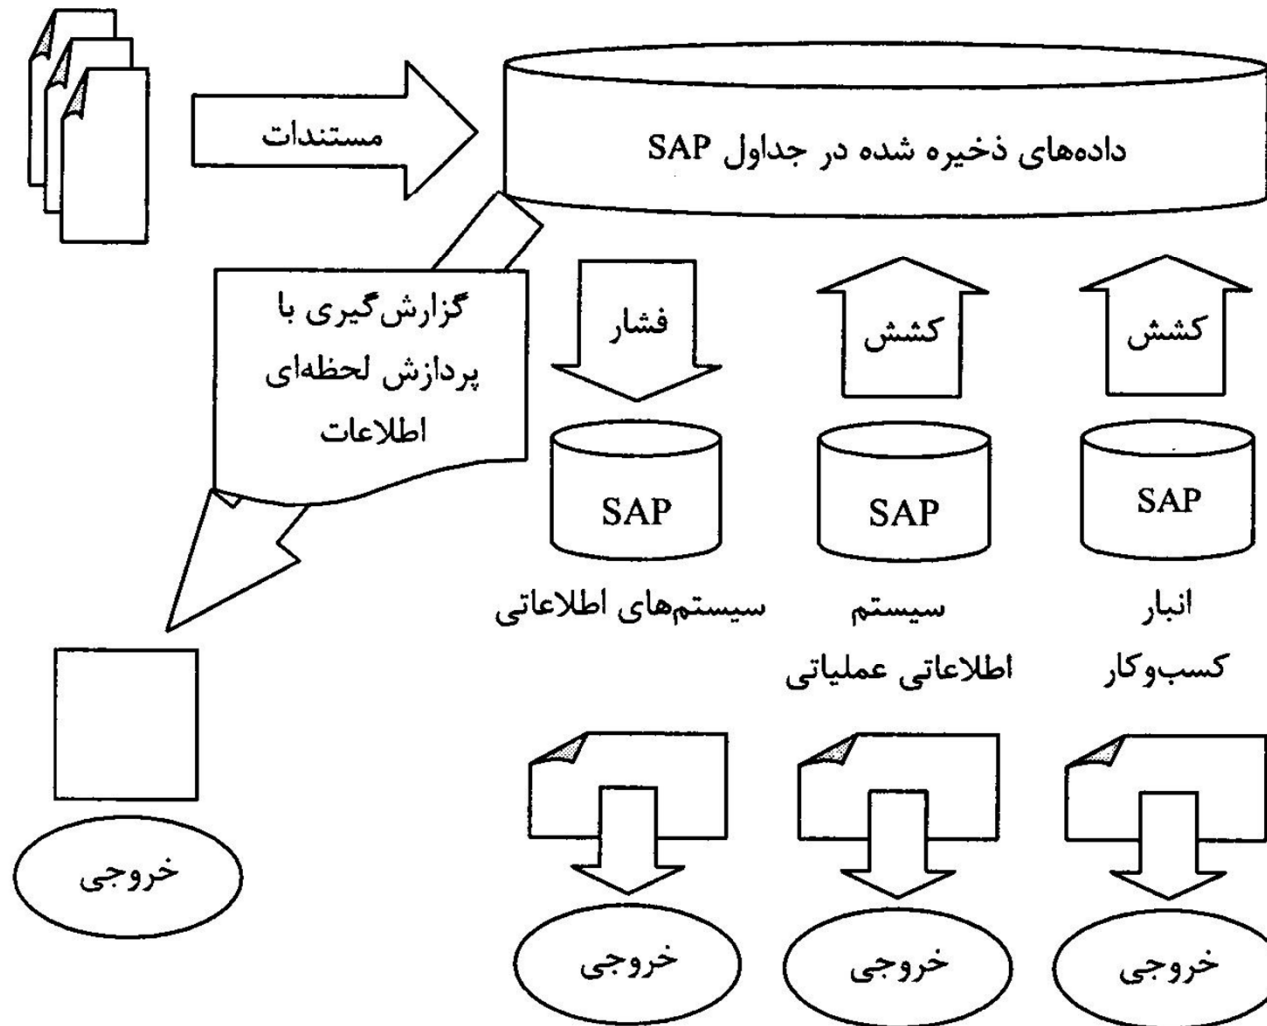 مستندات
داده‌های ذخیره شده در جداول SAP
گزارش‌گیری با
پردازش لحظه‌ای
اطلاعات
فشار
کشش
کشش
SAP
SAP
SAP
سیستم‌های اطلاعاتی
سیستم
اطلاعاتی عملیاتی
انبار
کسب‌وکار
خروجی
خروجی
خروجی
خروجی